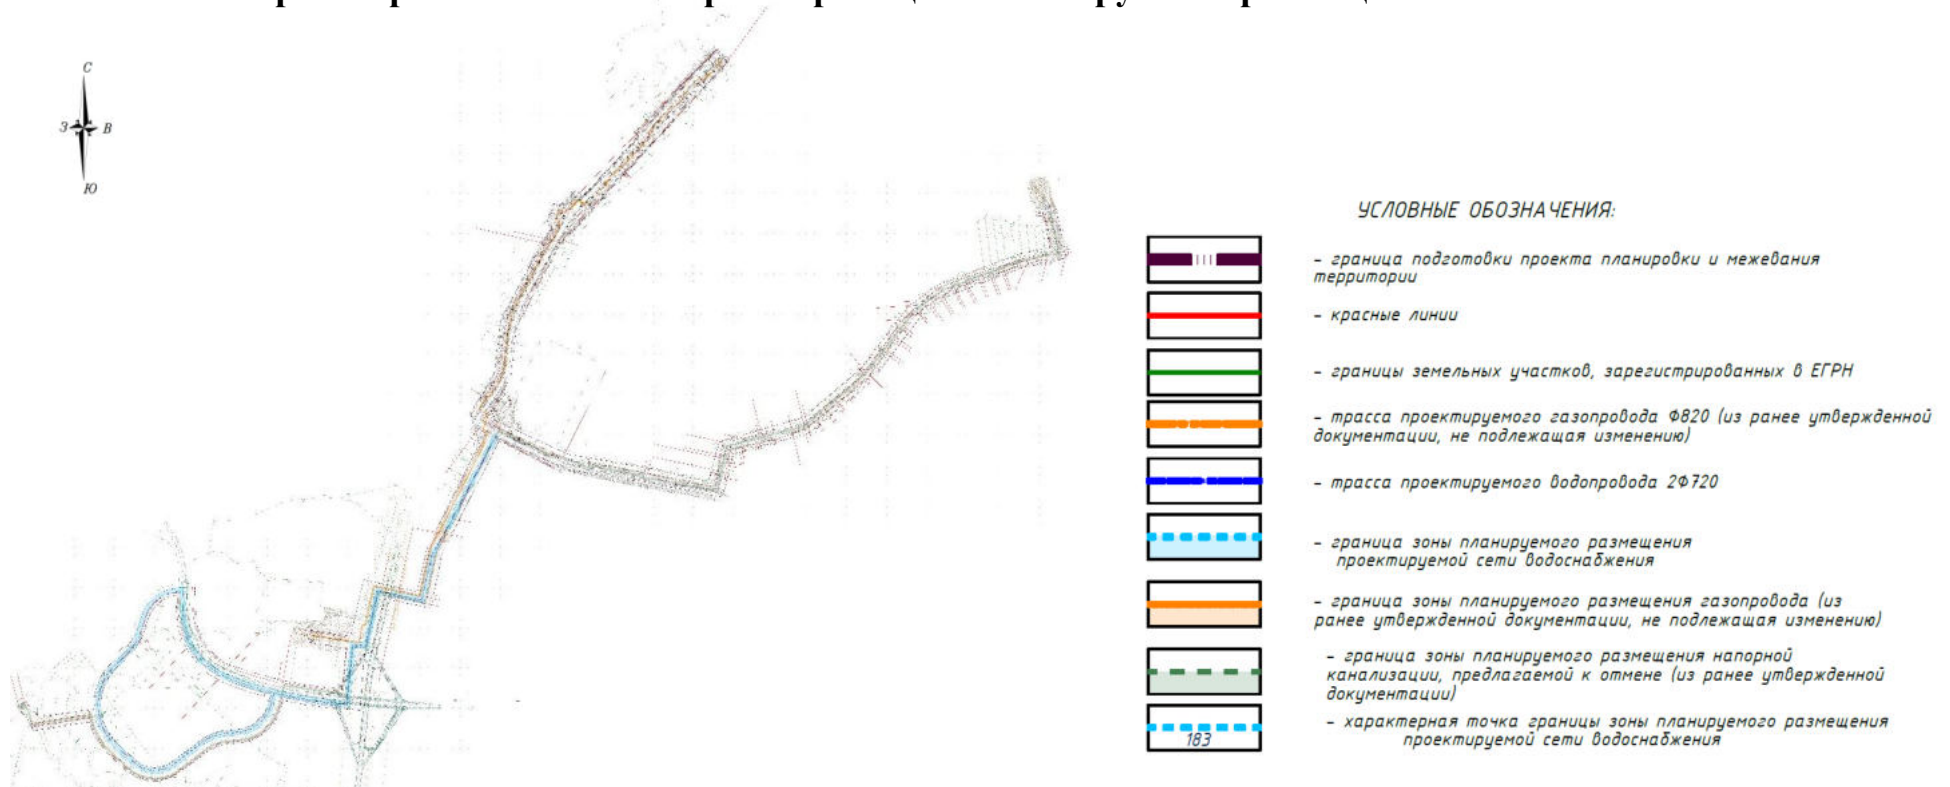 С
З
В
Ю
УСЛОВНЫЕ ОБОЗНАЧЕНИЯ:
- граница подготовки проекта планировки и межевания
территории
- красные линии
- границы земельных участков, зарегистрированных в ЕГРН
- трасса проектируемого газопровода Ф820 (из ранее утвержденной
документации, не подлежащая изменению)
- трасса проектируемого водопровода 2Ф720
- граница зоны планируемого размещения
проектируемой сети водоснабжения
- граница зоны планируемого размещения газопровода (из
ранее утвержденной документации, не подлежащая изменению)
- граница зоны планируемого размещения напорной
канализации, предлагаемой к отмене (из ранее утвержденной
документации)
- характерная точка границы зоны планируемого размещения
проектируемой сети водоснабжения
183